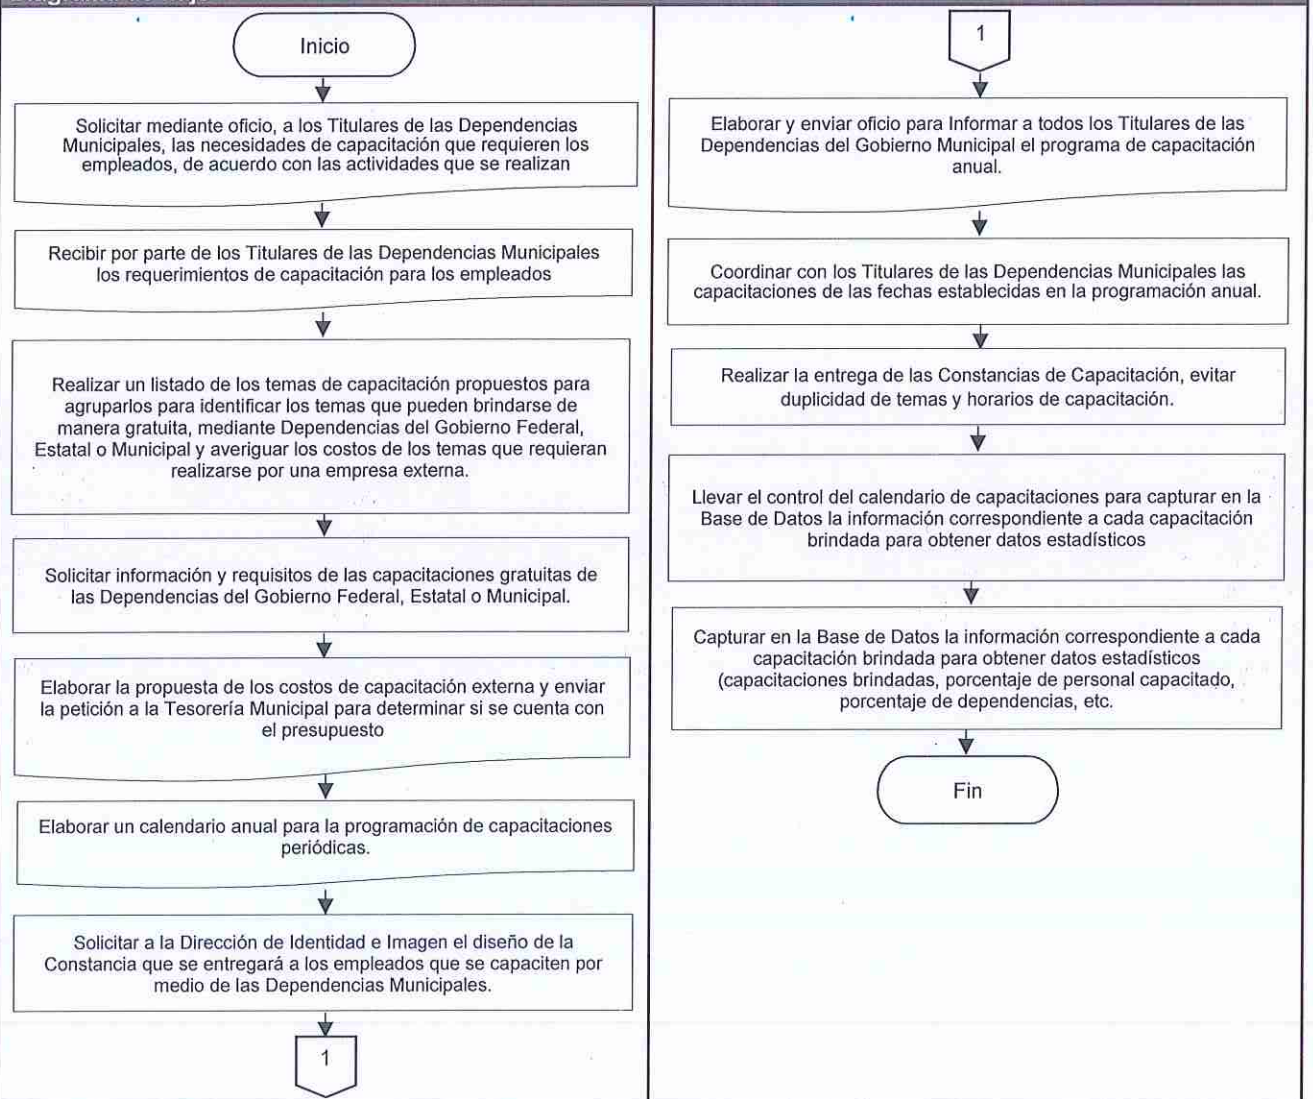 Inicio
Solicitar mediante oficio, a los Titulares de las Dependencias
Municipales, las necesidades de capacitación que requieren los
empleados, de acuerdo con las actividades que se realizan
Recibir por parte de los Titulares de las Dependencias Municipales
los requerimientos de capacitación para los empleados
Realizar un listado de los temas de capacitación propuestos para
agruparlos para identificar los temas que pueden brindarse de
manera gratuita, mediante Dependencias del Gobierno Federal,
Estatal o Municipal y averiguar los costos de los temas que requieran
realizarse por una empresa externa.
Solicitar información y requisitos de las capacitaciones gratuitas de
las Dependencias del Gobierno Federal, Estatal o Municipal.
Elaborar la propuesta de los costos de capacitación externa y enviar
la petición a la Tesorería Municipal para determinar si se cuenta con
el presupuesto
Elaborar un calendario anual para la programación de capacitaciones
periódicas.
Solicitar a la Dirección de Identidad e Imagen el diseño de la
Constancia que se entregará a los empleados que se capaciten por
medio de las Dependencias Municipales.
1
1
Elaborar y enviar oficio para Informar a todos los Titulares de las
Dependencias del Gobierno Municipal el programa de capacitación
anual.
Coordinar con los Titulares de las Dependencias Municipales las
capacitaciones de las fechas establecidas en la programación anual.
Realizar la entrega de las Constancias de Capacitación, evitar
duplicidad de temas y horarios de capacitación.
Llevar el control del calendario de capacitaciones para capturar en la
Base de Datos la información correspondiente a cada capacitación
brindada para obtener datos estadísticos
Capturar en la Base de Datos la información correspondiente a cada
capacitación brindada para obtener datos estadísticos
(capacitaciones brindadas, porcentaje de personal capacitado,
porcentaje de dependencias, etc.
Fin